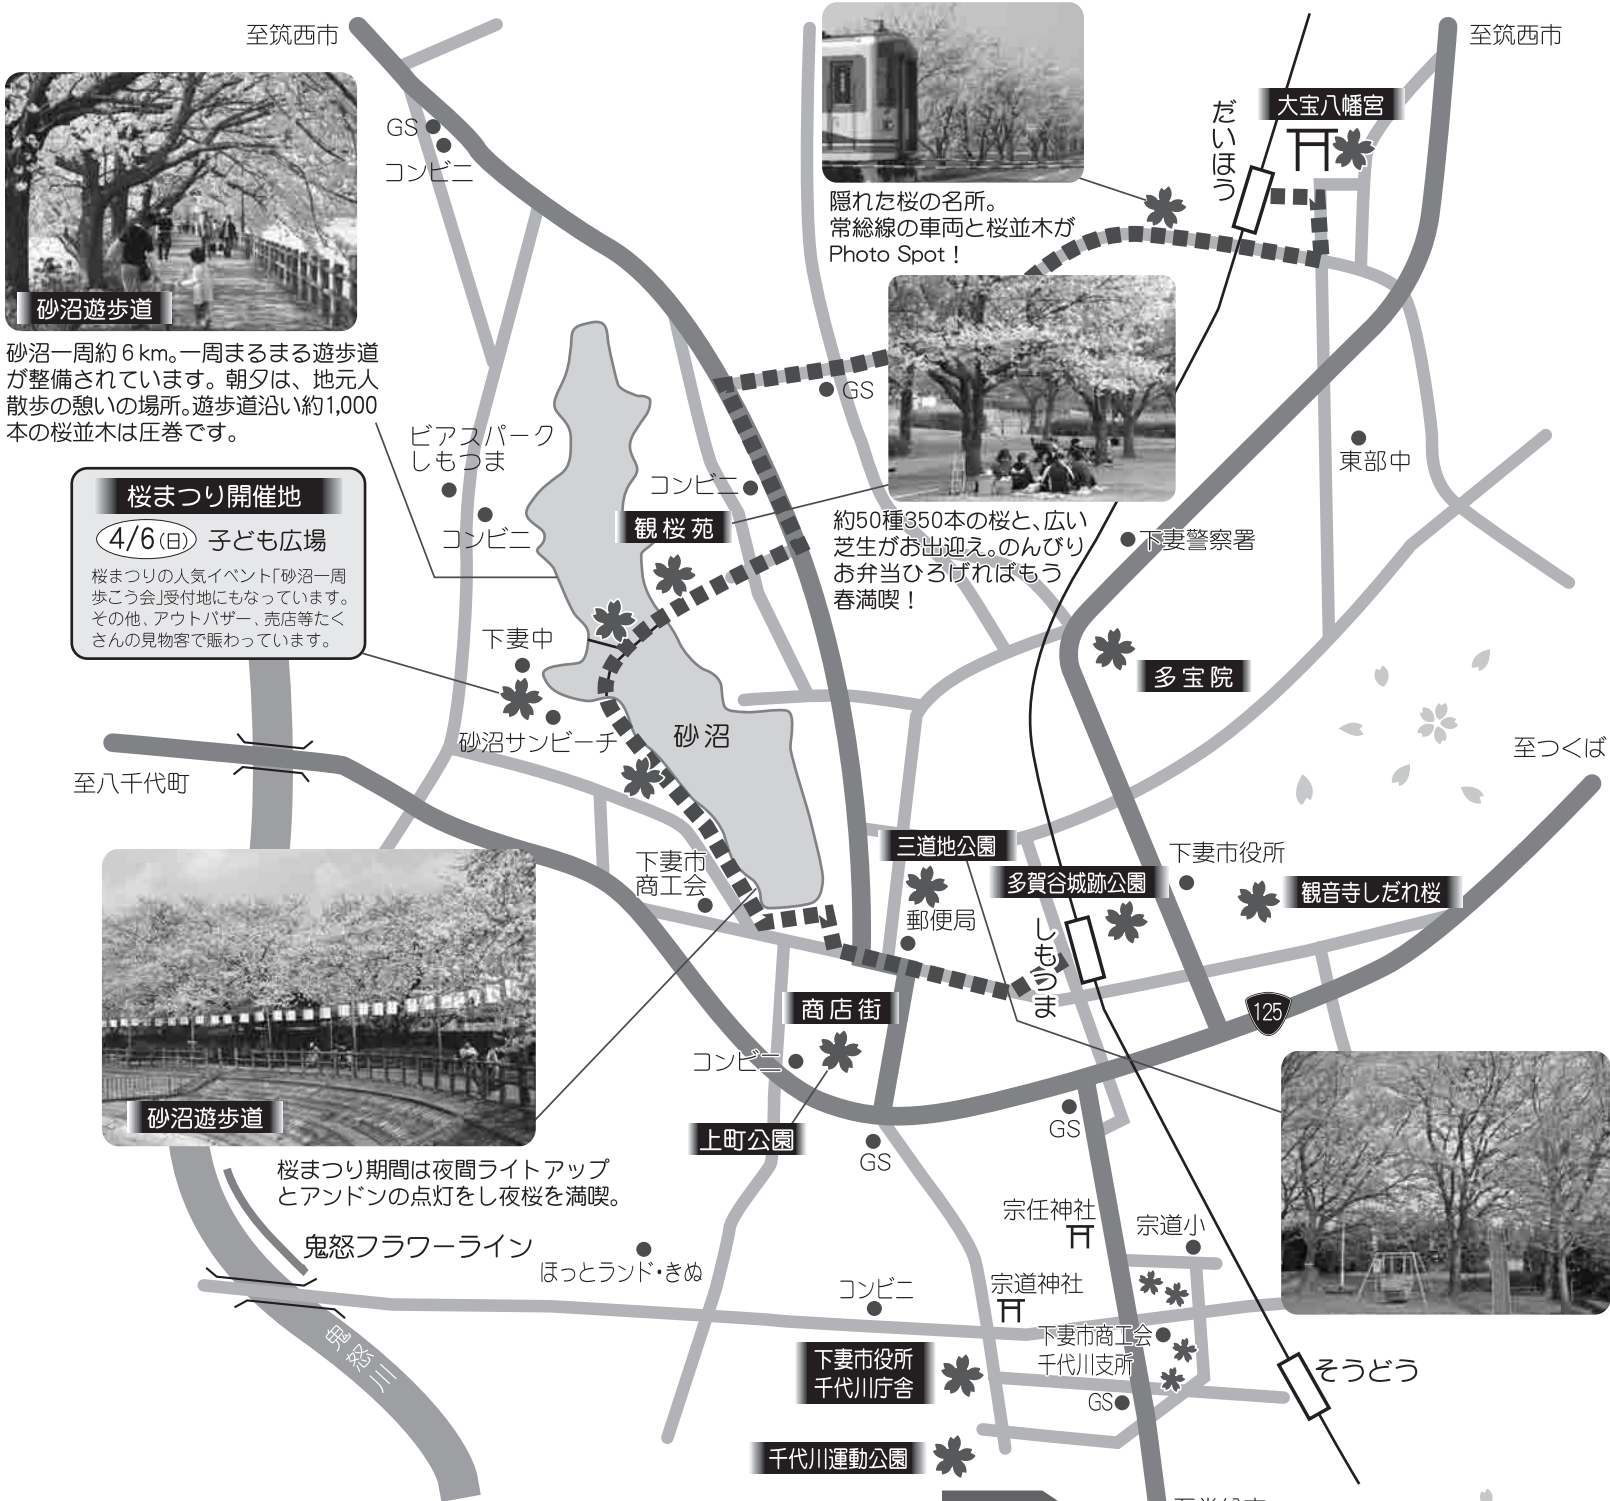 至筑西市
至筑西市
GS
コンビニ
だいほう
大宝八幡宮
隠れた桜の名所。
常総線の車両と桜並木が
Photo Spot！
砂沼遊歩道
砂沼一周約６km。一周まるまる遊歩道
が整備されています。朝夕は、地元人
散歩の憩いの場所。遊歩道沿い約1,000
本の桜並木は圧巻です。
GS
ビアスパーク
しもつま
コンビニ
コンビニ
観桜苑
東部中
桜まつり開催地
4/6(日) 子ども広場
桜まつりの人気イベント「砂沼一周
歩こう会」受付地にもなっています。
その他、アウトバザー、売店等たく
さんの見物客で賑わっています。
約50種350本の桜と、広い
芝生がお出迎え。のんびり
お弁当ひろげればもう
春満喫！
下妻警察署
下妻中
多宝院
砂沼サンビーチ
砂沼
至つくば
至八千代町
下妻市
商工会
三道地公園
多賀谷城跡公園
下妻市役所
観音寺しだれ桜
郵便局
しもつま
商店街
125
コンビニ
砂沼遊歩道
上町公園
GS
GS
桜まつり期間は夜間ライトアップ
とアンドンの点灯をし夜桜を満喫。
鬼怒フラワーライン
ほっとランド・きぬ
宗任神社
宗道小
コンビニ
宗道神社
鬼怒川
下妻市商工会
千代川支所
下妻市役所
千代川庁舎
GS
そうどう
千代川運動公園